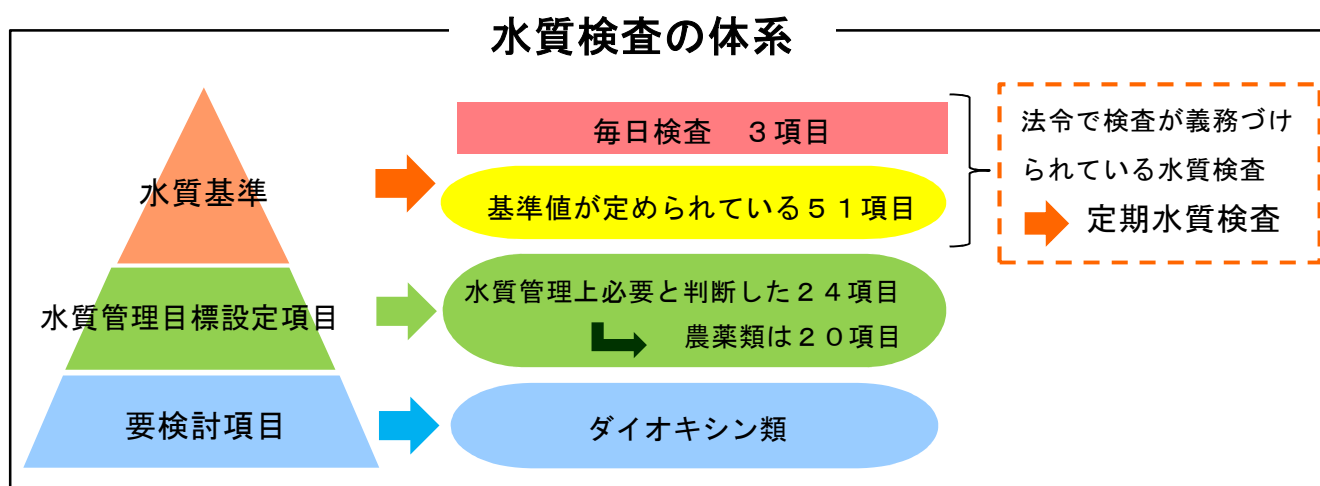 水質検査の体系
水質基準
毎日検査　３項目
基準値が定められている５１項目
法令で検査が義務づけ
られている水質検査
定期水質検査
水質管理目標設定項目
水質管理上必要と判断した２４項目
農薬類は２０項目
要検討項目
ダイオキシン類